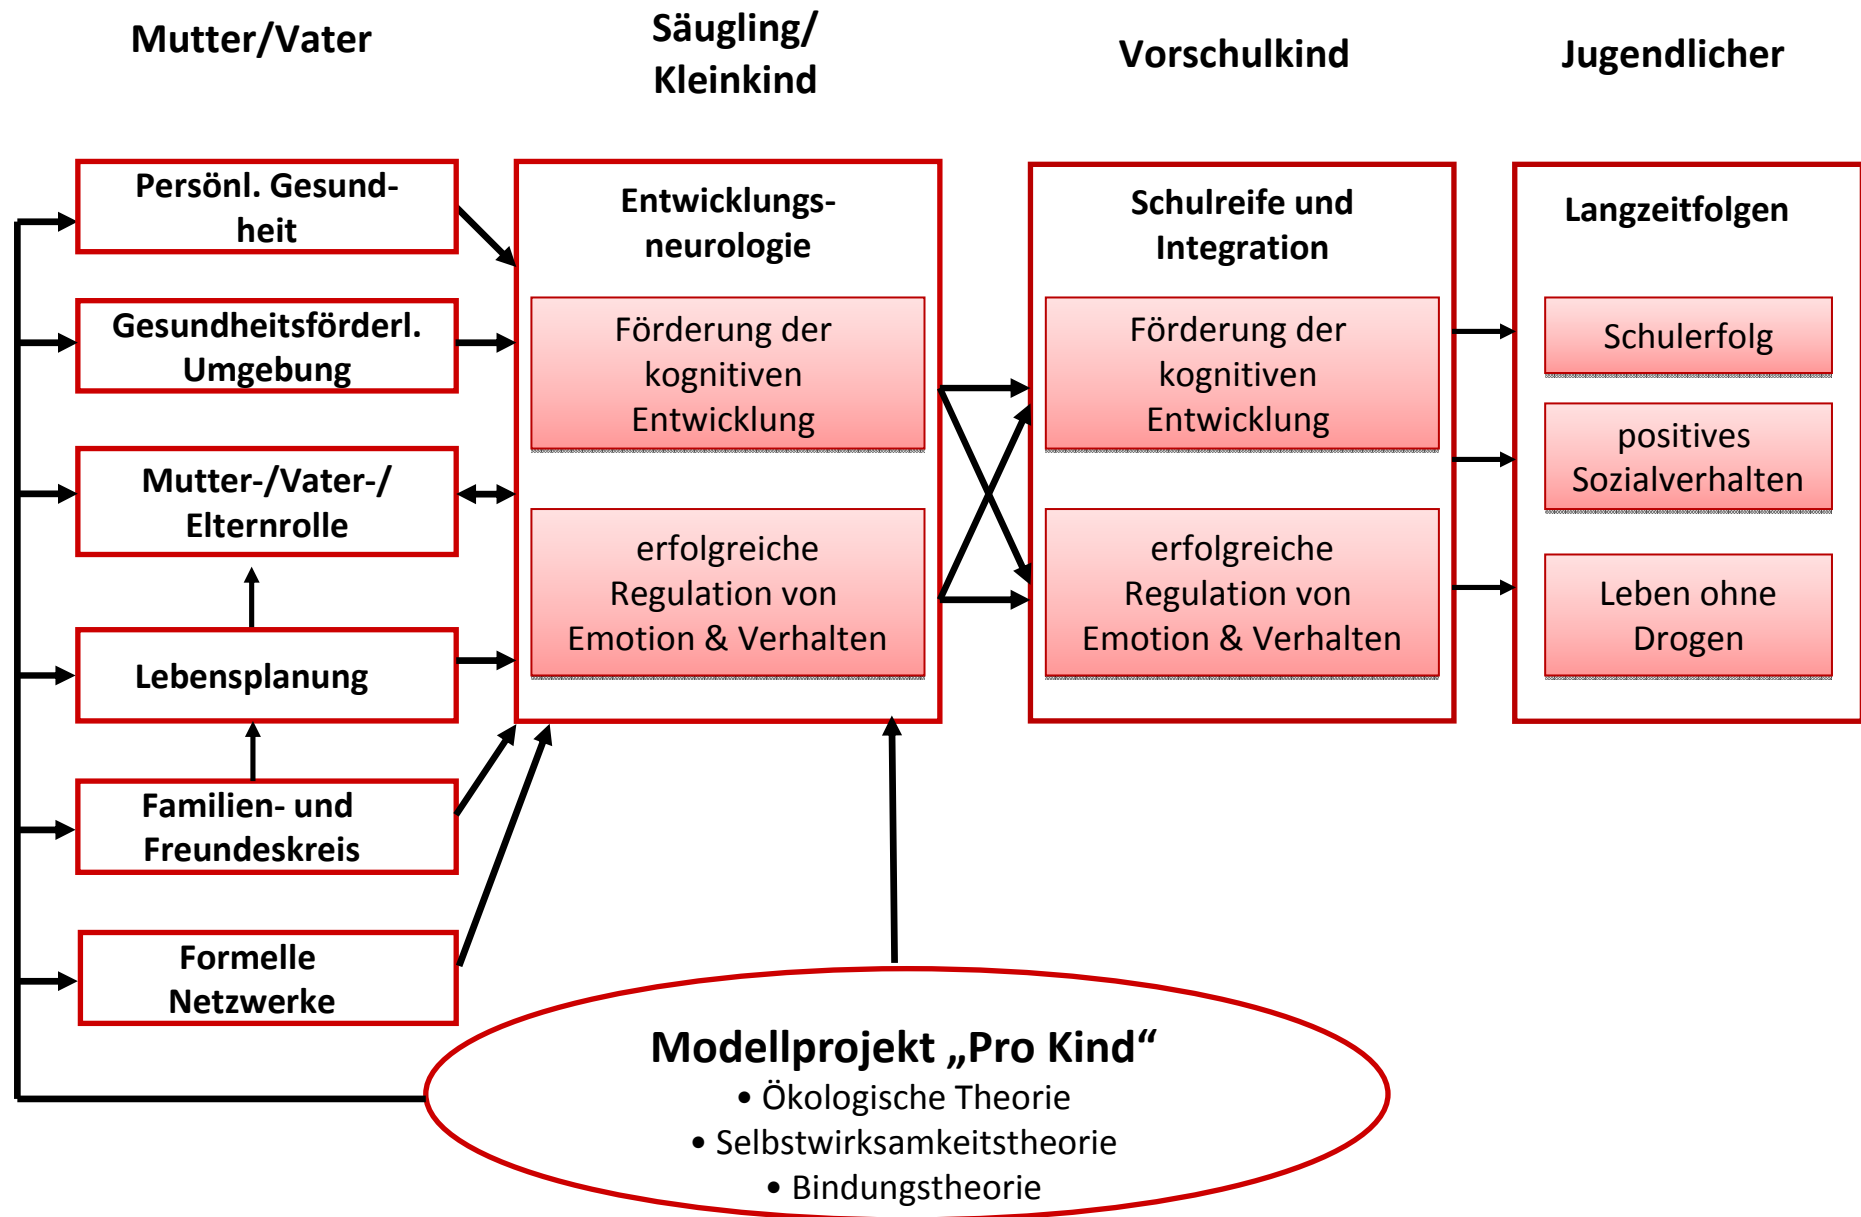 Mutter/Vater
Säugling/
Kleinkind
Vorschulkind
Jugendlicher
Persönl. Gesund-
heit
Gesundheitsförderl.
Umgebung
Mutter-/Vater-/
Elternrolle
Lebensplanung
Familien- und
Freundeskreis
Formelle
Netzwerke
Entwicklungs-
neurologie
Förderung der
kognitiven
Entwicklung
erfolgreiche
Regulation von
Emotion & Verhalten
Schulreife und
Integration
Förderung der
kognitiven
Entwicklung
erfolgreiche
Regulation von
Emotion & Verhalten
Langzeitfolgen
Schulerfolg
positives
Sozialverhalten
Leben ohne
Drogen
Modellprojekt „Pro Kind“
• Ökologische Theorie
• Selbstwirksamkeitstheorie
• Bindungstheorie